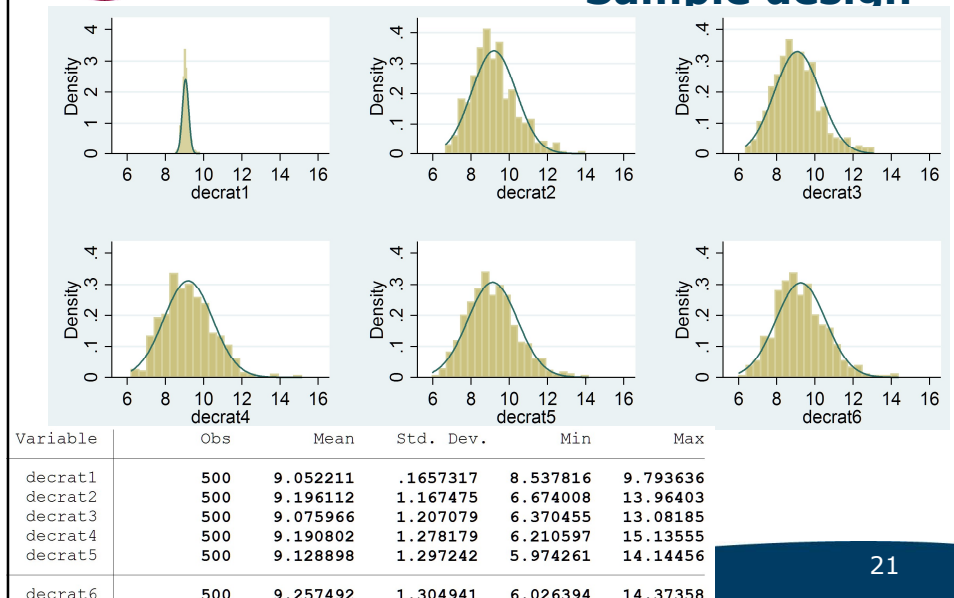 Sample design
.4
.3
.2
.1
0
Density
6 8 10 12 14 16
decrat1
.4
.3
.2
.1
0
Density
6 8 10 12 14 16
decrat2
.4
.3
.2
.1
0
Density
6 8 10 12 14 16
decrat3
.4
.3
.2
.1
0
Density
6 8 10 12 14 16
decrat4
.4
.3
.2
.1
0
Density
6 8 10 12 14 16
decrat5
.4
.3
.2
.1
0
Density
6 8 10 12 14 16
decrat6
Variable Obs Mean Std. Dev. Min Max
decrat1 500 9.052211 .1657317 8.537816 9.793636
decrat2 500 9.196112 1.167475 6.674008 13.96403
decrat3 500 9.075966 1.207079 6.370455 13.08185
decrat4 500 9.190802 1.278179 6.210597 15.13555
decrat5 500 9.128898 1.297242 5.974261 14.14456
decrat6 500 9.257492 1.304941 6.026394 14.37358
21